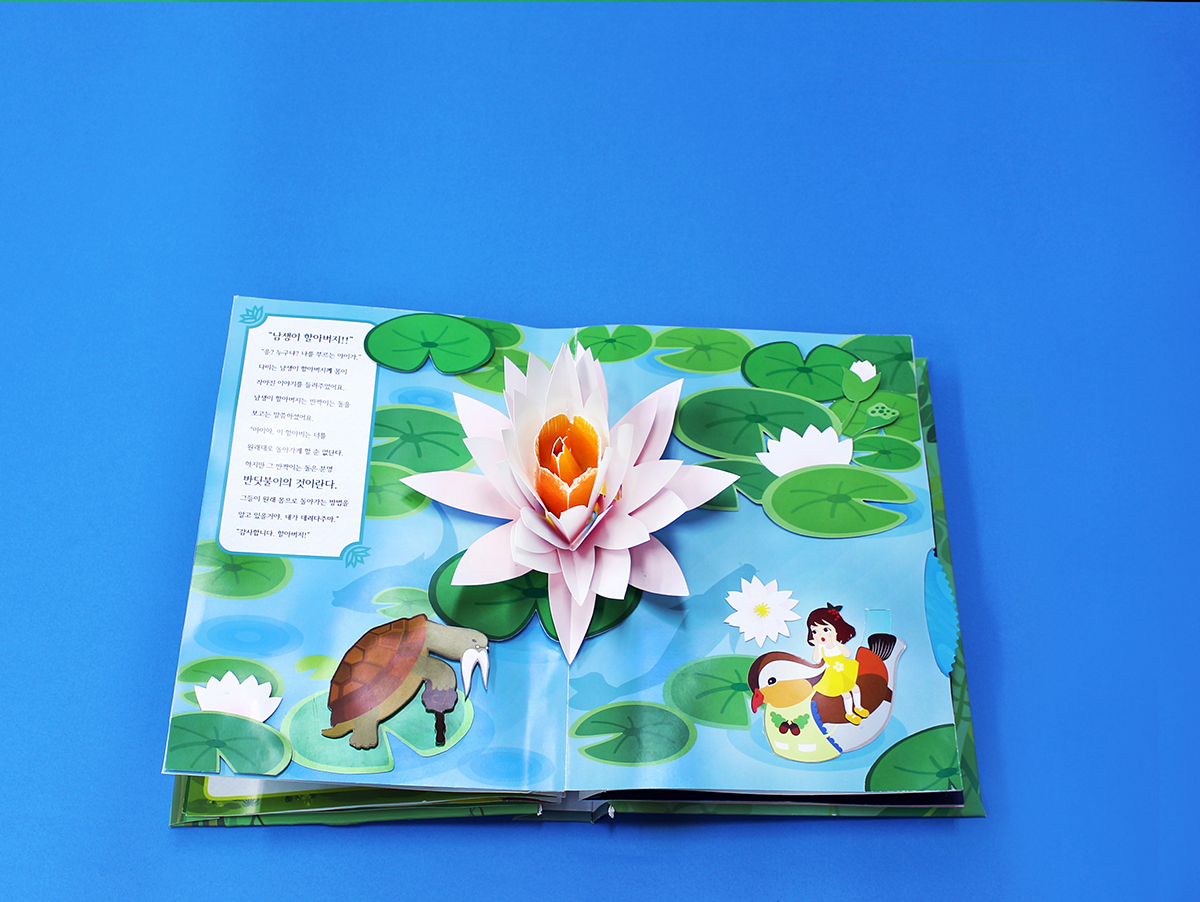 "남생이 할아버지!!"
"응? 누구냐? 나를 부르는 아이가."
다미는 남생이 할아버지께 몸이
작아진 이야기를 들려주었어요.
남생이 할아버지는 반짝이는 돌을
보고는 말씀하셨어요.
"아이야, 이 할아비는 너를
원래대로 돌아가게 할 순 없단다.
하지만 그 반짝이는 돌은 분명
반딧불이의 것이란다.
그들이 원래 몸으로 돌아가는 방법을
알고 있을거야. 내가 데려다주마."
"감사합니다, 할아버지!"